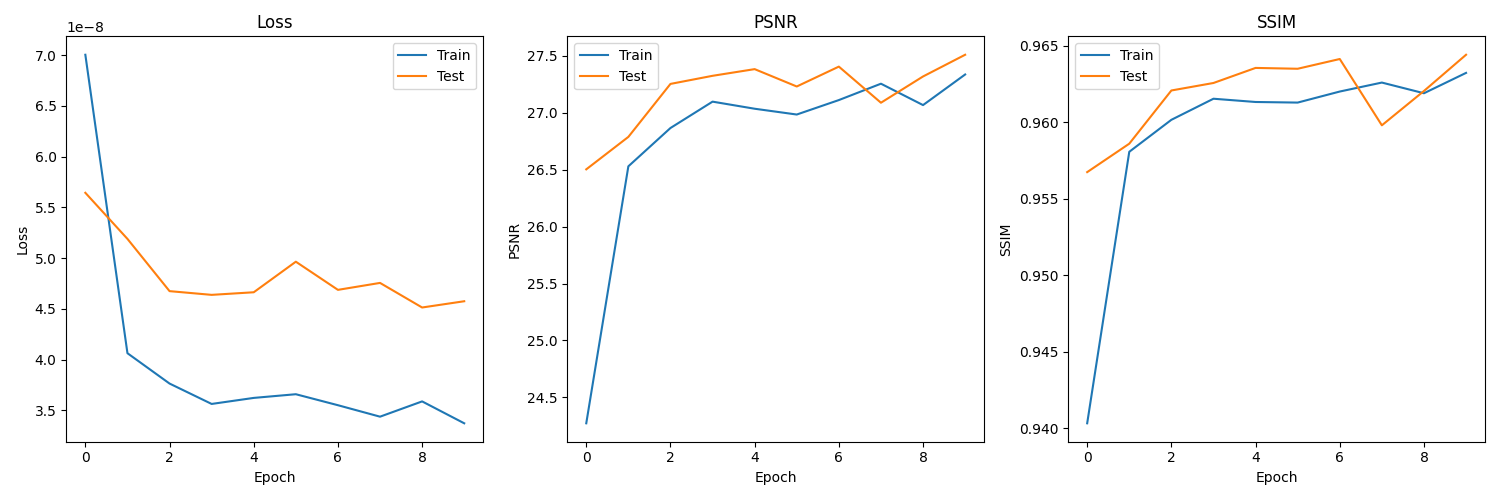 Loss
1e−8
7.0
6.5
6.0
5.5
5.0
4.5
4.0
3.5
0 2 4 6 8
Epoch
Loss
Train
Test
PSNR
27.5
27.0
26.5
26.0
25.5
25.0
24.5
0 2 4 6 8
Epoch
PSNR
Train
Test
SSIM
0.965
0.960
0.955
0.950
0.945
0.940
0 2 4 6 8
Epoch
SSIM
Train
Test